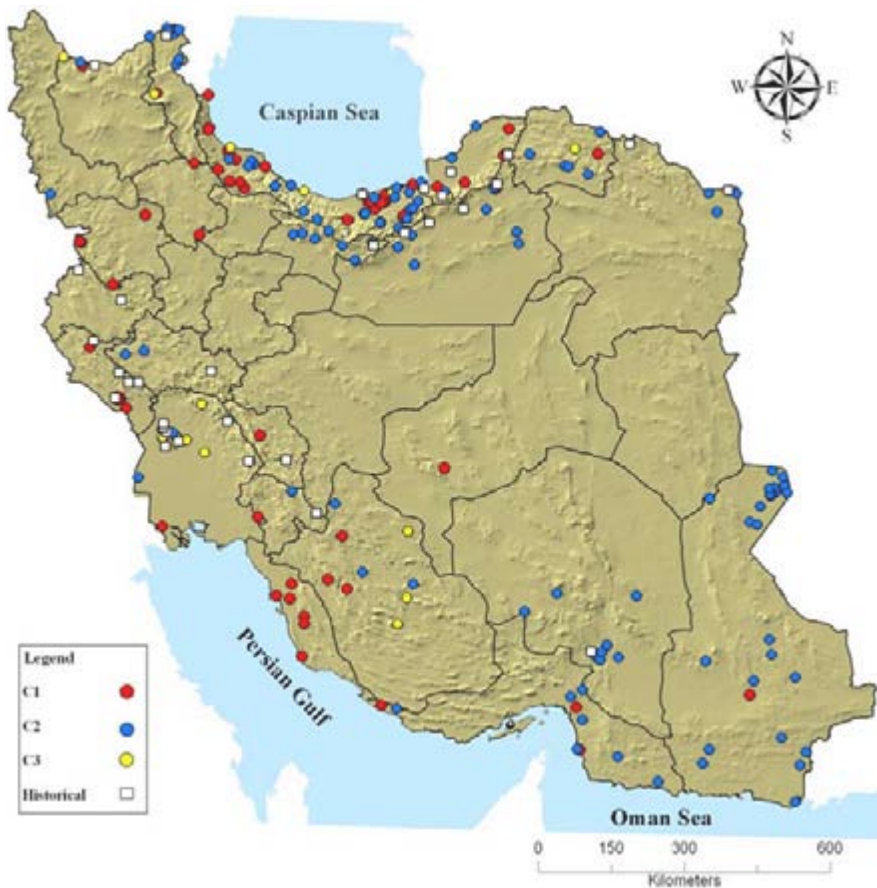 N
W E
S
Caspian Sea
Persian Gulf
Legend
C1
C2
C3
Historical
Oman Sea
0 150 300 600
Kilometers